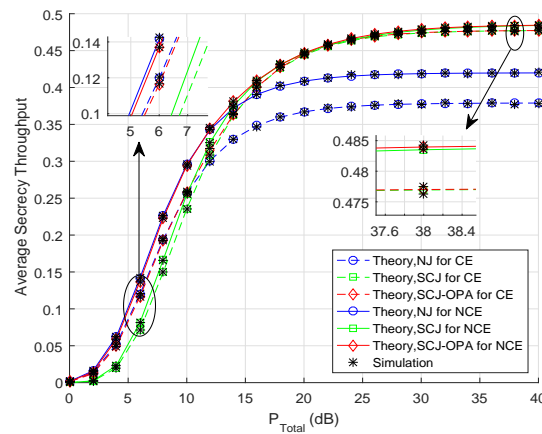 0.5
0.45
0.4
0.35
0.3
0.25
0.2
0.15
0.1
0.05
0
Average Secrecy Throughput
0.14
0.12
0.1
5 6 7
0.485
0.48
0.475
37.6 38 38.4
Theory,NJ for CE
Theory,SCJ for CE
Theory,SCJ-OPA for CE
Theory,NJ for NCE
Theory,SCJ for NCE
Theory,SCJ-OPA for NCE
Simulation
0 5 10 15 20 25 30 35 40
P_Total (dB)